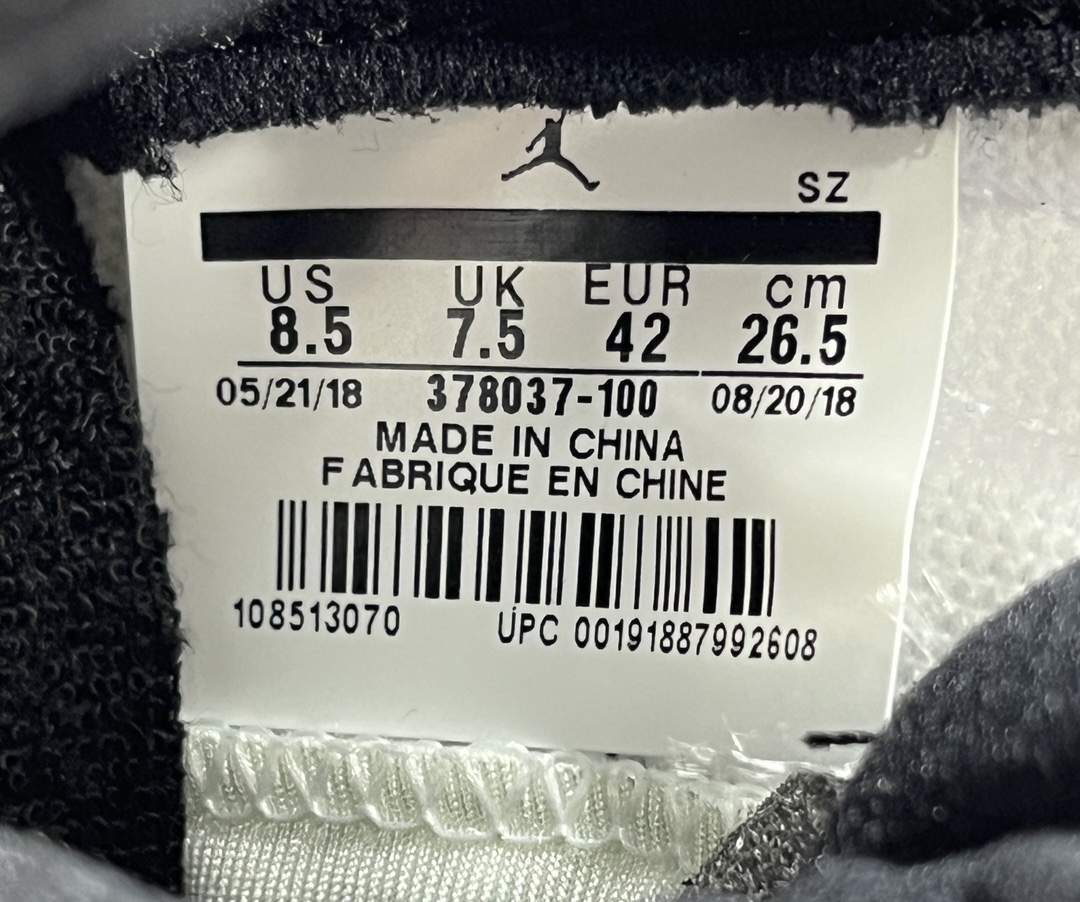 SZ
US UK EUR cm
8.5 7.5 42 26.5
05/21/18 378037-100 08/20/18
MADE IN CHINA
FABRIQUE EN CHINE
108513070 UPC 00191887992608